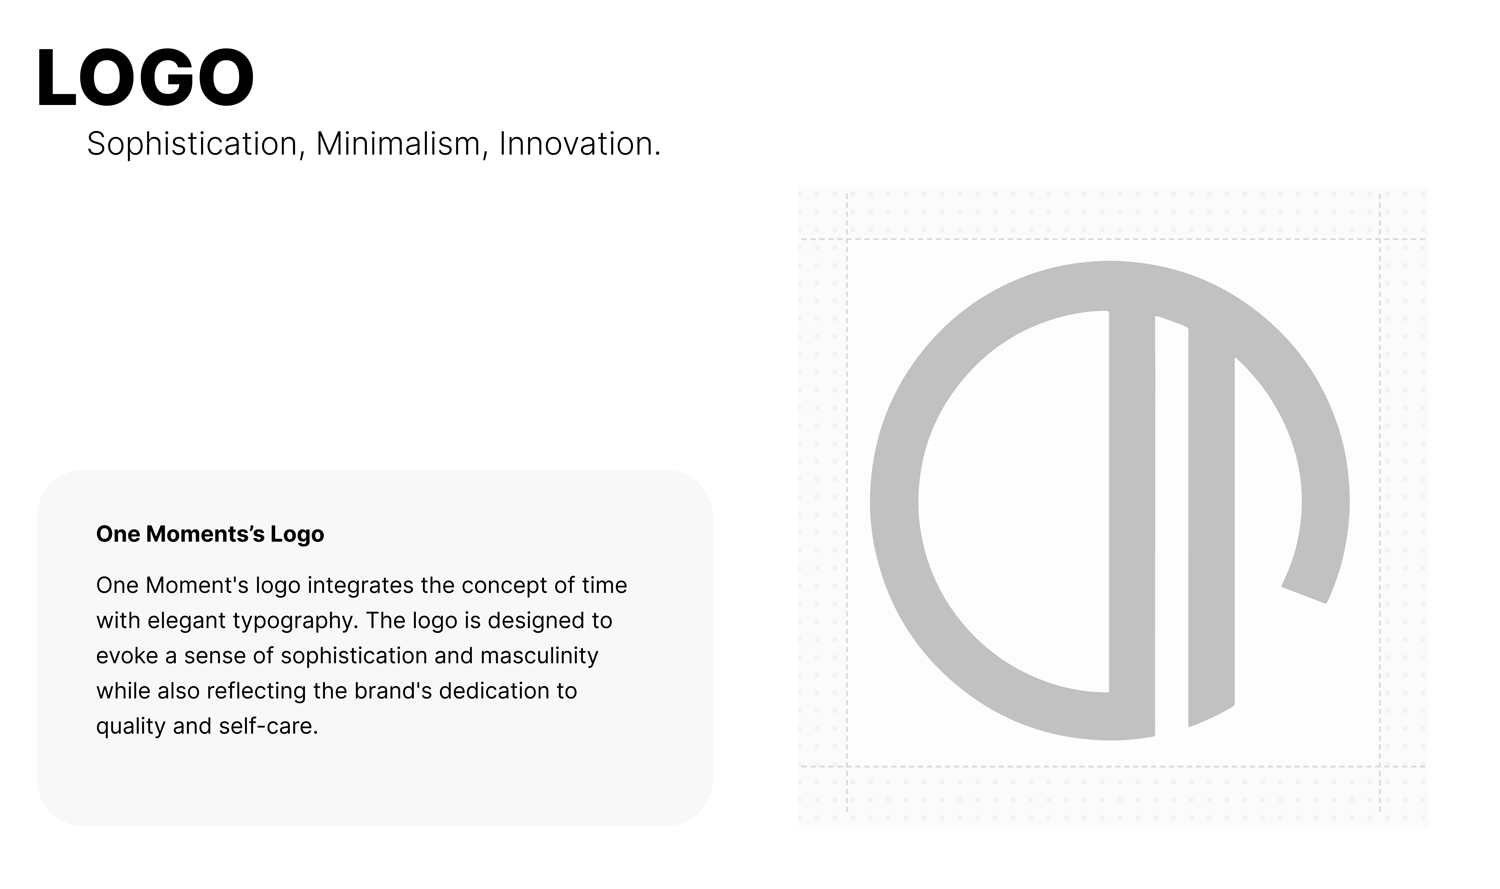 LOGO
Sophistication, Minimalism, Innovation.
One Moments’s Logo
One Moment's logo integrates the concept of time
with elegant typography. The logo is designed to
evoke a sense of sophistication and masculinity
while also reflecting the brand's dedication to
quality and self-care.